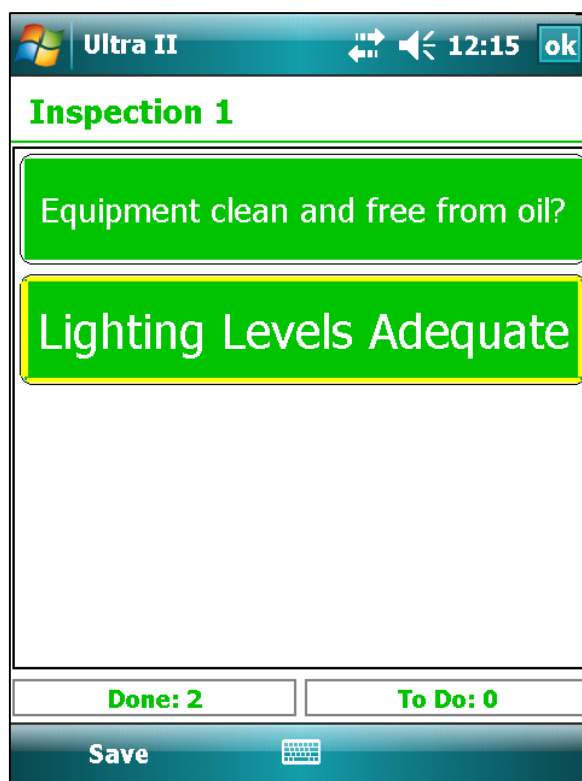 Ultra II 12:15 ok
Inspection 1
Equipment clean and free from oil?
Lighting Levels Adequate
Done: 2 To Do: 0
Save